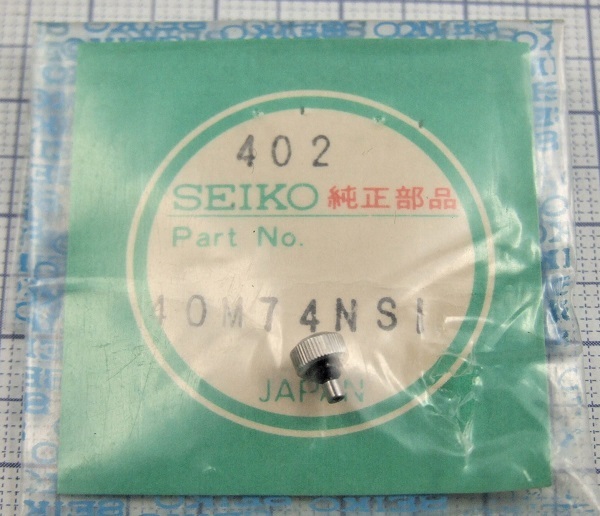 402
SEIKO 純正部品
Part No.
40M74NS1
JAPAN